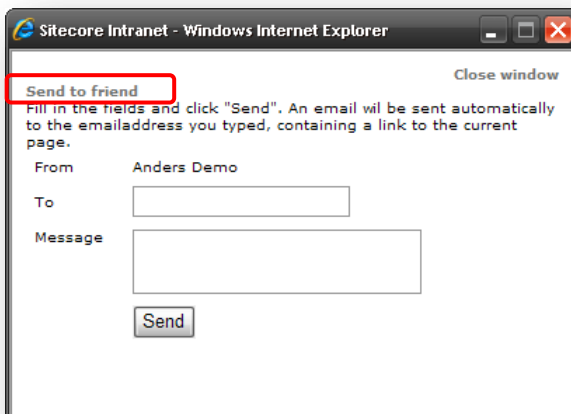 Sitecore Intranet - Windows Internet Explorer
Close window
Send to friend
Fill in the fields and click "Send". An email wil be sent automatically
to the emailaddress you typed, containing a link to the current
page.
From Anders Demo
To
Message
Send